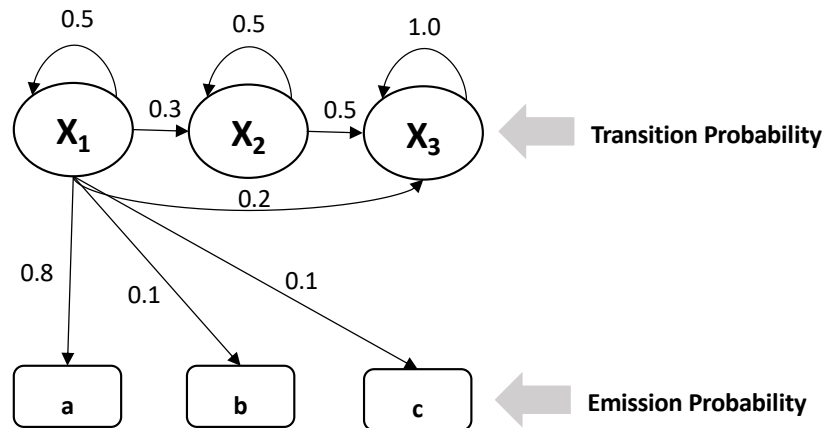 0.5
0.5
1.0
X1
0.3
X2
0.5
X3
Transition Probability
0.2
0.8
0.1
0.1
a
b
c
Emission Probability